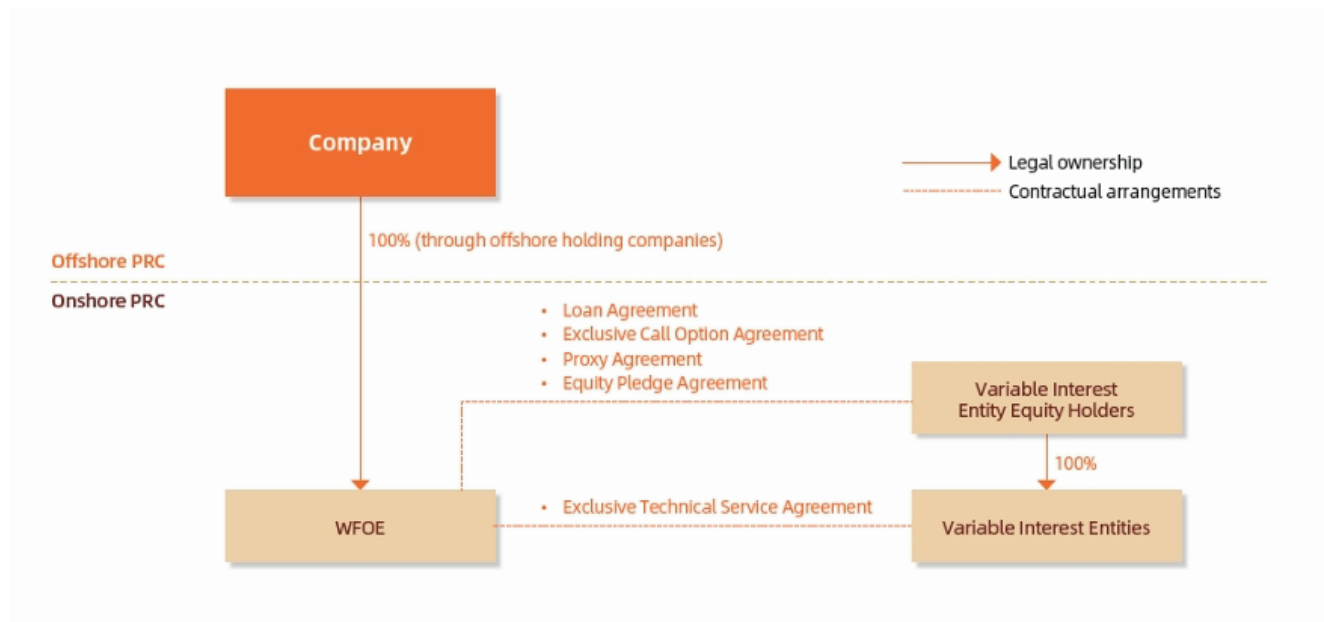 Company
Legal ownership
Contractual arrangements
100% (through offshore holding companies)
Offshore PRC
Onshore PRC
• Loan Agreement
• Exclusive Call Option Agreement
• Proxy Agreement
• Equity Pledge Agreement
Variable Interest
Entity Equity Holders
100%
• Exclusive Technical Service Agreement
WFOE
Variable Interest Entities